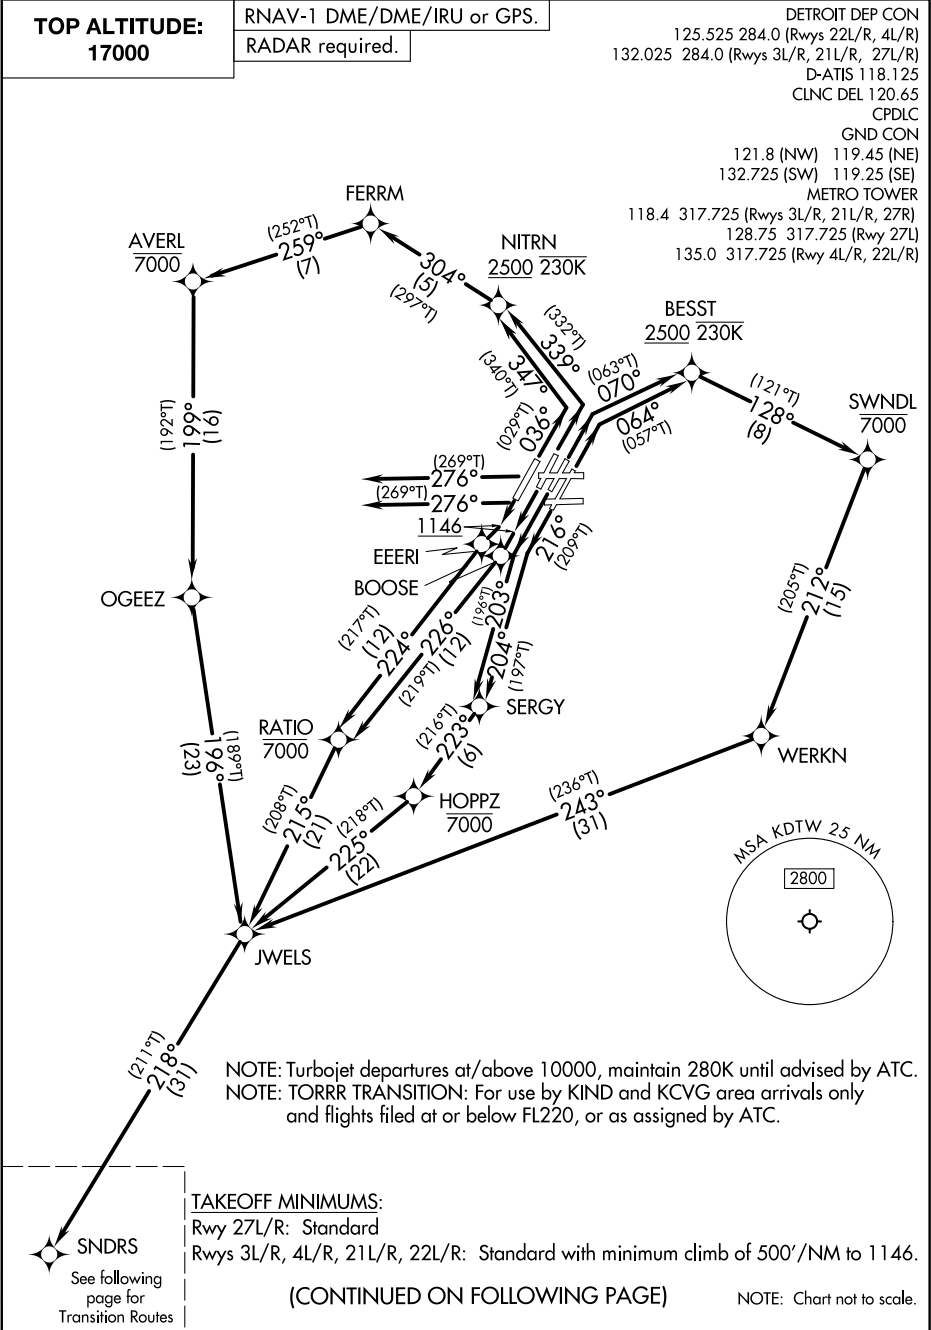 TOP ALTITUDE:
17000
RNAV-1 DME/DME/IRU or GPS.
RADAR required.
DETROIT DEP CON
125.525 284.0 (Rwys 22L/R, 4L/R)
132.025 284.0 (Rwys 3L/R, 21L/R, 27L/R)
D-ATIS 118.125
CLNC DEL 120.65
CPDLC
GND CON
121.8 (NW) 119.45 (NE)
132.725 (SW) 119.25 (SE)
METRO TOWER
118.4 317.725 (Rwys 3L/R, 21L/R, 27R)
128.75 317.725 (Rwy 27L)
135.0 317.725 (Rwy 4L/R, 22L/R)
FERRM
(252°T)
259°
(7)
AVERL
7000
304°
(5)
(297°T)
NITRN
2500 230K
(332°T)
339°
347°
(340°T)
BESST
2500 230K
(063°T)
070°
064°
(057°T)
(121°T)
128°
(8)
SWNDL
7000
(192°T)
199°
(16)
(029°T)
036°
(269°T)
276°
(269°T)
276°
1146
EEERI
BOOSE
216°
(209°T)
OGEEZ
(217°T)
(12)
224°
226°
(12)
(219°T)
(196°T)
203°
204°
(197°T)
(205°T)
212°
(15)
SERGY
RATIO
7000
(216°T)
223°
(6)
WERKN
(189°T)
196°
(23)
HOPPZ
7000
(208°T)
215°
(21)
(218°T)
225°
(22)
(236°T)
243°
(31)
MSA KDTW 25 NM
2800
JWELS
(211°T)
218°
(31)
NOTE: Turbojet departures at/above 10000, maintain 280K until advised by ATC.
NOTE: TORRR TRANSITION: For use by KIND and KCVG area arrivals only
and flights filed at or below FL220, or as assigned by ATC.
TAKEOFF MINIMUMS:
Rwy 27L/R: Standard
Rwys 3L/R, 4L/R, 21L/R, 22L/R: Standard with minimum climb of 500'/NM to 1146.
SNDRS
See following
page for
Transition Routes
(CONTINUED ON FOLLOWING PAGE)
NOTE: Chart not to scale.